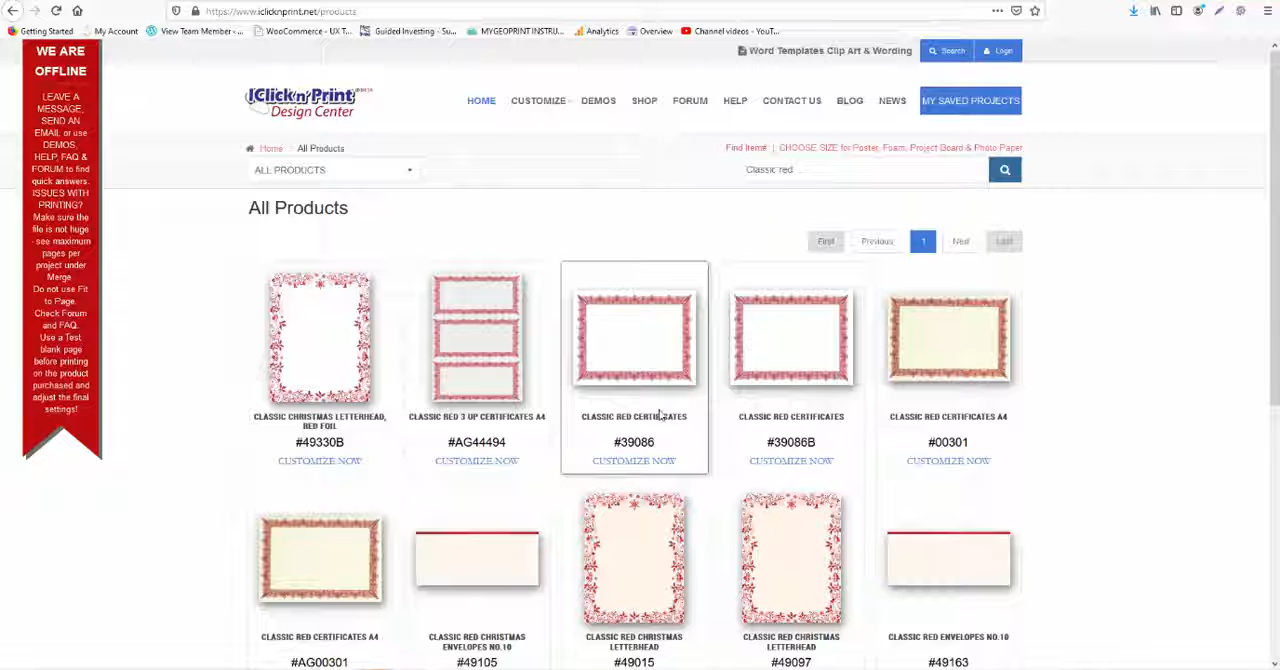 https://www.iclicknprint.net/products
Getting Started
My Account
View Team Member -...
WooCommerce - UX T...
Guided Investing - Su...
MYGEOPRINT INSTRU...
Analytics
Overview
Channel videos - YouT...
WE ARE
OFFLINE
LEAVE A
MESSAGE,
SEND AN
EMAIL or use
DEMOS,
HELP, FAQ &
FORUM to find
quick answers.
ISSUES WITH
PRINTING?
Make sure the
file is not huge
- see maximum
pages per
project under
Merge.
Do not use Fit
to Page.
Check Forum
and FAQ.
Use a Test
blank page
before printing
on the product
purchased and
adjust the final
settings!
Word Templates Clip Art & Wording
Search
Login
IClick'n'Print
Design Center
HOME
CUSTOMIZE
DEMOS
SHOP
FORUM
HELP
CONTACT US
BLOG
NEWS
MY SAVED PROJECTS
Home
All Products
Find Item# | CHOOSE SIZE for Poster, Foam, Project Board & Photo Paper
ALL PRODUCTS
Classic red
All Products
First
Previous
1
Next
Last
CLASSIC CHRISTMAS LETTERHEAD,
RED FOIL
#49330B
CUSTOMIZE NOW
CLASSIC RED 3 UP CERTIFICATES A4
#AG44494
CUSTOMIZE NOW
CLASSIC RED CERTIFICATES
#39086
CUSTOMIZE NOW
CLASSIC RED CERTIFICATES
#39086B
CUSTOMIZE NOW
CLASSIC RED CERTIFICATES A4
#00301
CUSTOMIZE NOW
CLASSIC RED CERTIFICATES A4
#AG00301
CLASSIC RED CHRISTMAS
ENVELOPES NO.10
#49105
CLASSIC RED CHRISTMAS
LETTERHEAD
#49015
CLASSIC RED CHRISTMAS
LETTERHEAD
#49097
CLASSIC RED ENVELOPES NO.10
#49163